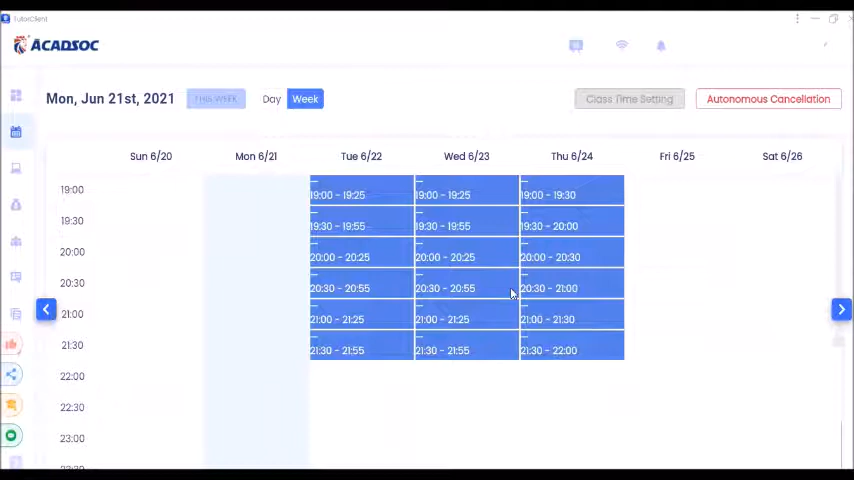 TutorClient
ACADSOC
Mon, Jun 21st, 2021
THIS WEEK
Day
Week
Class Time Setting
Autonomous Cancellation
Sun 6/20
Mon 6/21
Tue 6/22
Wed 6/23
Thu 6/24
Fri 6/25
Sat 6/26
19:00
19:00 - 19:25
19:00 - 19:25
19:00 - 19:30
19:30
19:30 - 19:55
19:30 - 19:55
19:30 - 20:00
20:00
20:00 - 20:25
20:00 - 20:25
20:00 - 20:30
20:30
20:30 - 20:55
20:30 - 20:55
20:30 - 21:00
21:00
21:00 - 21:25
21:00 - 21:25
21:00 - 21:30
21:30
21:30 - 21:55
21:30 - 21:55
21:30 - 22:00
22:00
22:30
23:00
23:30